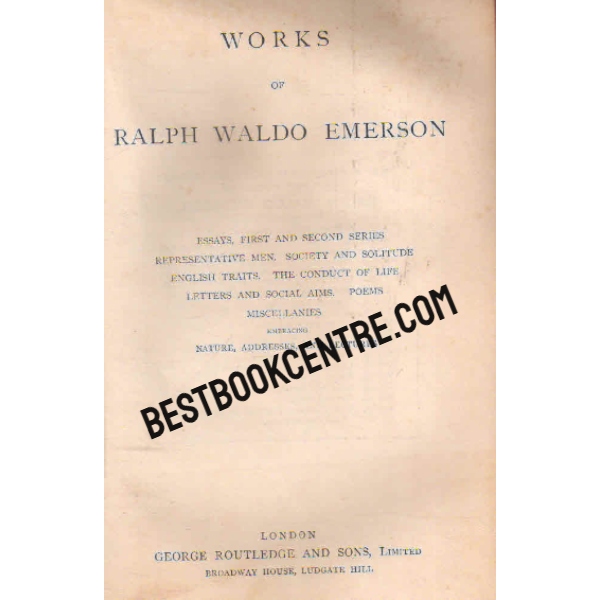 WORKS
OF
RALPH WALDO EMERSON
ESSAYS, FIRST AND SECOND SERIES
REPRESENTATIVE MEN. SOCIETY AND SOLITUDE
ENGLISH TRAITS. THE CONDUCT OF LIFE
LETTERS AND SOCIAL AIMS. POEMS
MISCELLANIES
EMBRACING
NATURE, ADDRESSES,
BESTBOOKCENTRE.COM
LONDON
GEORGE ROUTLEDGE AND SONS, LIMITED
BROADWAY HOUSE, LUDGATE HILL